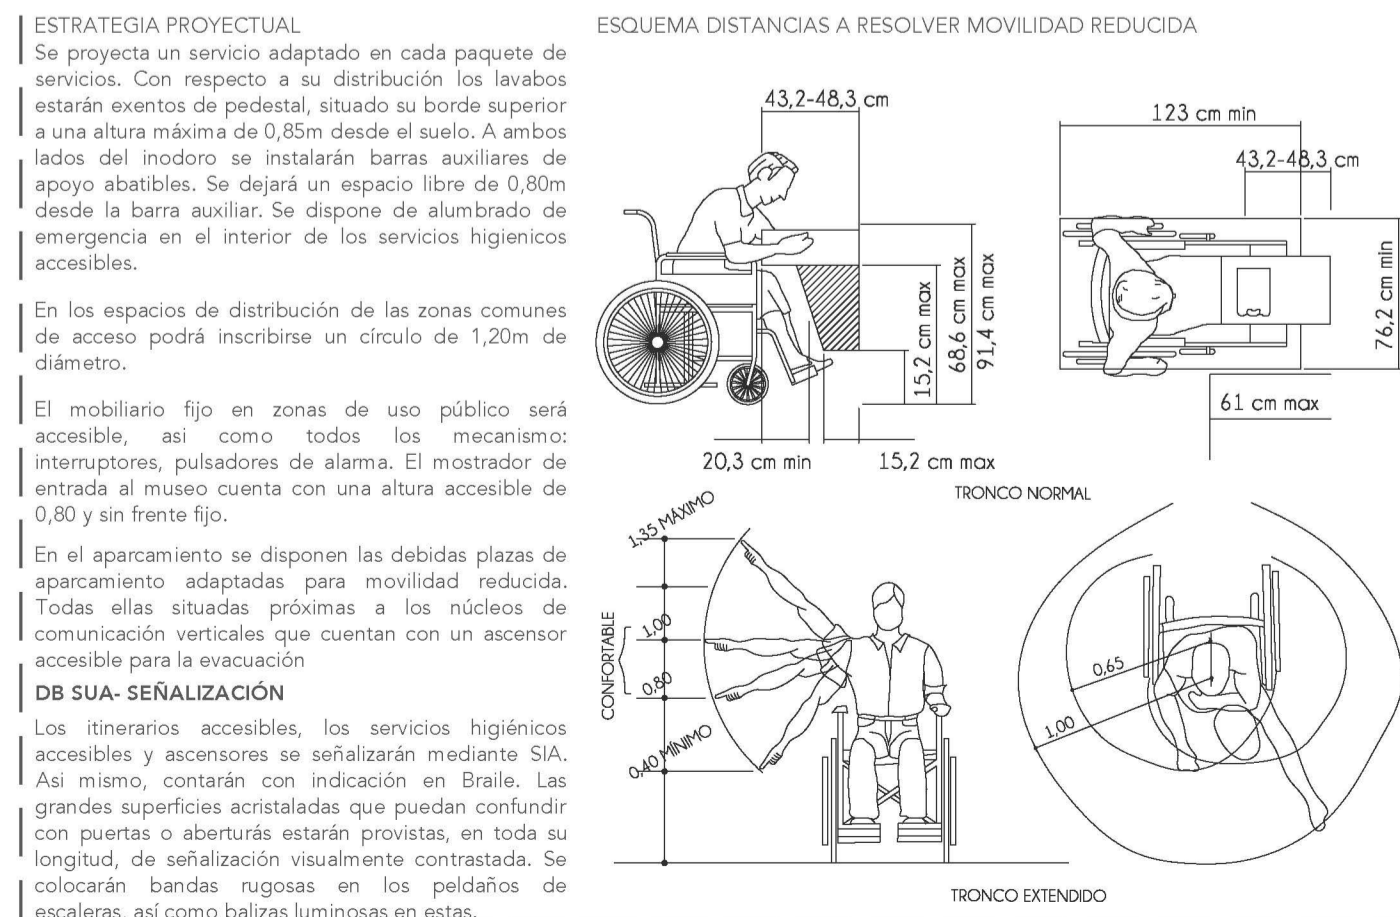 ESTRATEGIA PROYECTUAL
Se proyecta un servicio adaptado en cada paquete de
servicios. Con respecto a su distribución los lavabos
estarán exentos de pedestal, situado su borde superior
a una altura máxima de 0,85m desde el suelo. A ambos
lados del inodoro se instalarán barras auxiliares de
apoyo abatibles. Se dejará un espacio libre de 0,80m
desde la barra auxiliar. Se dispone de alumbrado de
emergencia en el interior de los servicios higienicos
accesibles.
En los espacios de distribución de las zonas comunes
de acceso podrá inscribirse un círculo de 1,20m de
diámetro.
El mobiliario fijo en zonas de uso público será
accesible, asi como todos los mecanismo:
interruptores, pulsadores de alarma. El mostrador de
entrada al museo cuenta con una altura accesible de
0,80 y sin frente fijo.
En el aparcamiento se disponen las debidas plazas de
aparcamiento adaptadas para movilidad reducida.
Todas ellas situadas próximas a los núcleos de
comunicación verticales que cuentan con un ascensor
accesible para la evacuación
DB SUA- SEÑALIZACIÓN
Los itinerarios accesibles, los servicios higiénicos
accesibles y ascensores se señalizarán mediante SIA.
Asi mismo, contarán con indicación en Braile. Las
grandes superficies acristaladas que puedan confundir
con puertas o aberturás estarán provistas, en toda su
longitud, de señalización visualmente contrastada. Se
colocarán bandas rugosas en los peldaños de
escaleras, así como balizas luminosas en estas.
ESQUEMA DISTANCIAS A RESOLVER MOVILIDAD REDUCIDA
43,2-48,3 cm
15,2 cm max
68,6 cm max
91,4 cm max
20,3 cm min
15,2 cm max
123 cm min
43,2-48,3 cm
76,2 cm min
61 cm max
TRONCO NORMAL
1,35 MÁXIMO
CONFORTABLE
1,00
0,80
0,40 MÍNIMO
0,65
1,00
TRONCO EXTENDIDO